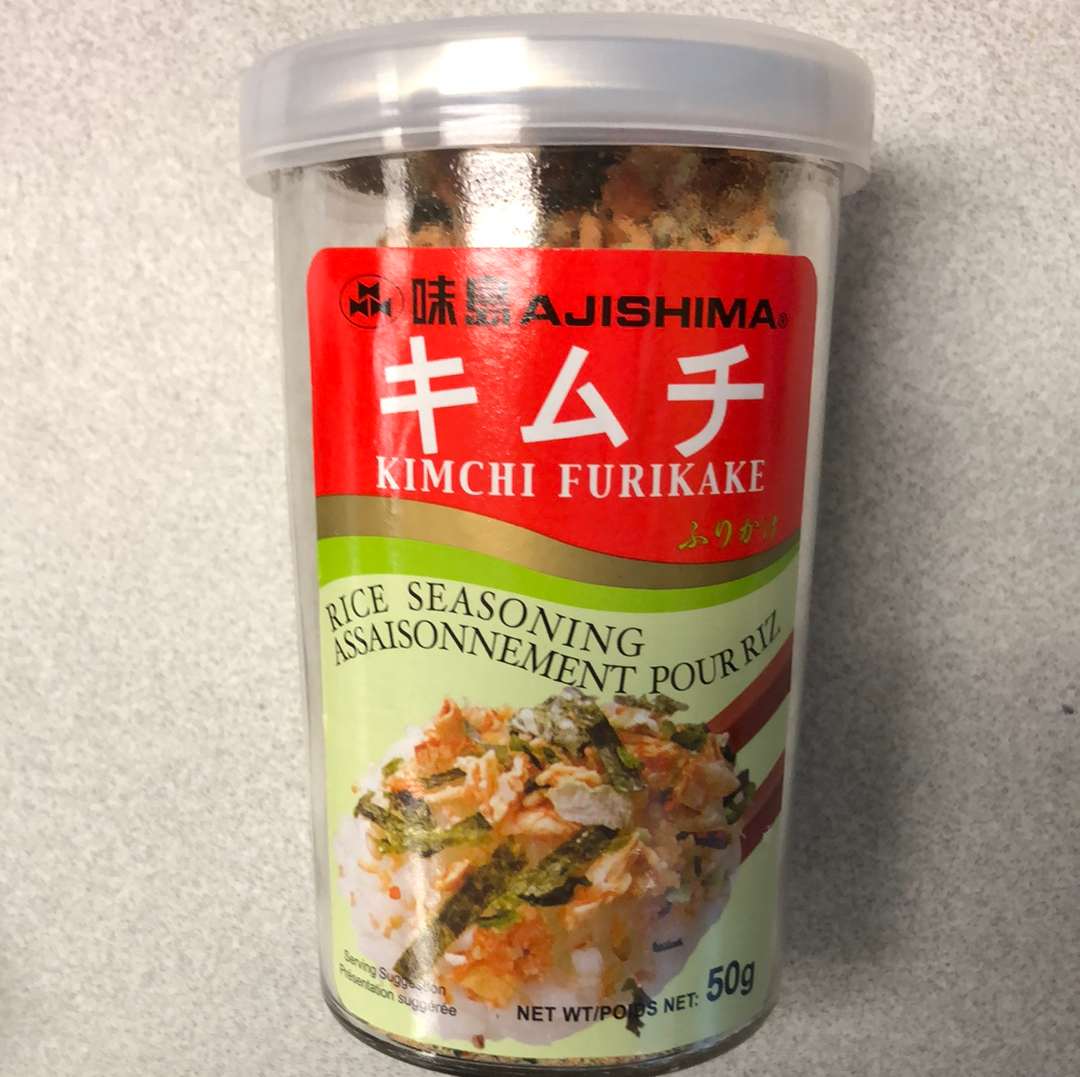 味島 AJISHIMA®
キムチ
KIMCHI FURIKAKE
ふりかけ
RICE SEASONING
ASSAISONNEMENT POUR RIZ
Serving Suggestion
Présentation suggérée
NET WT/POIDS NET: 50g